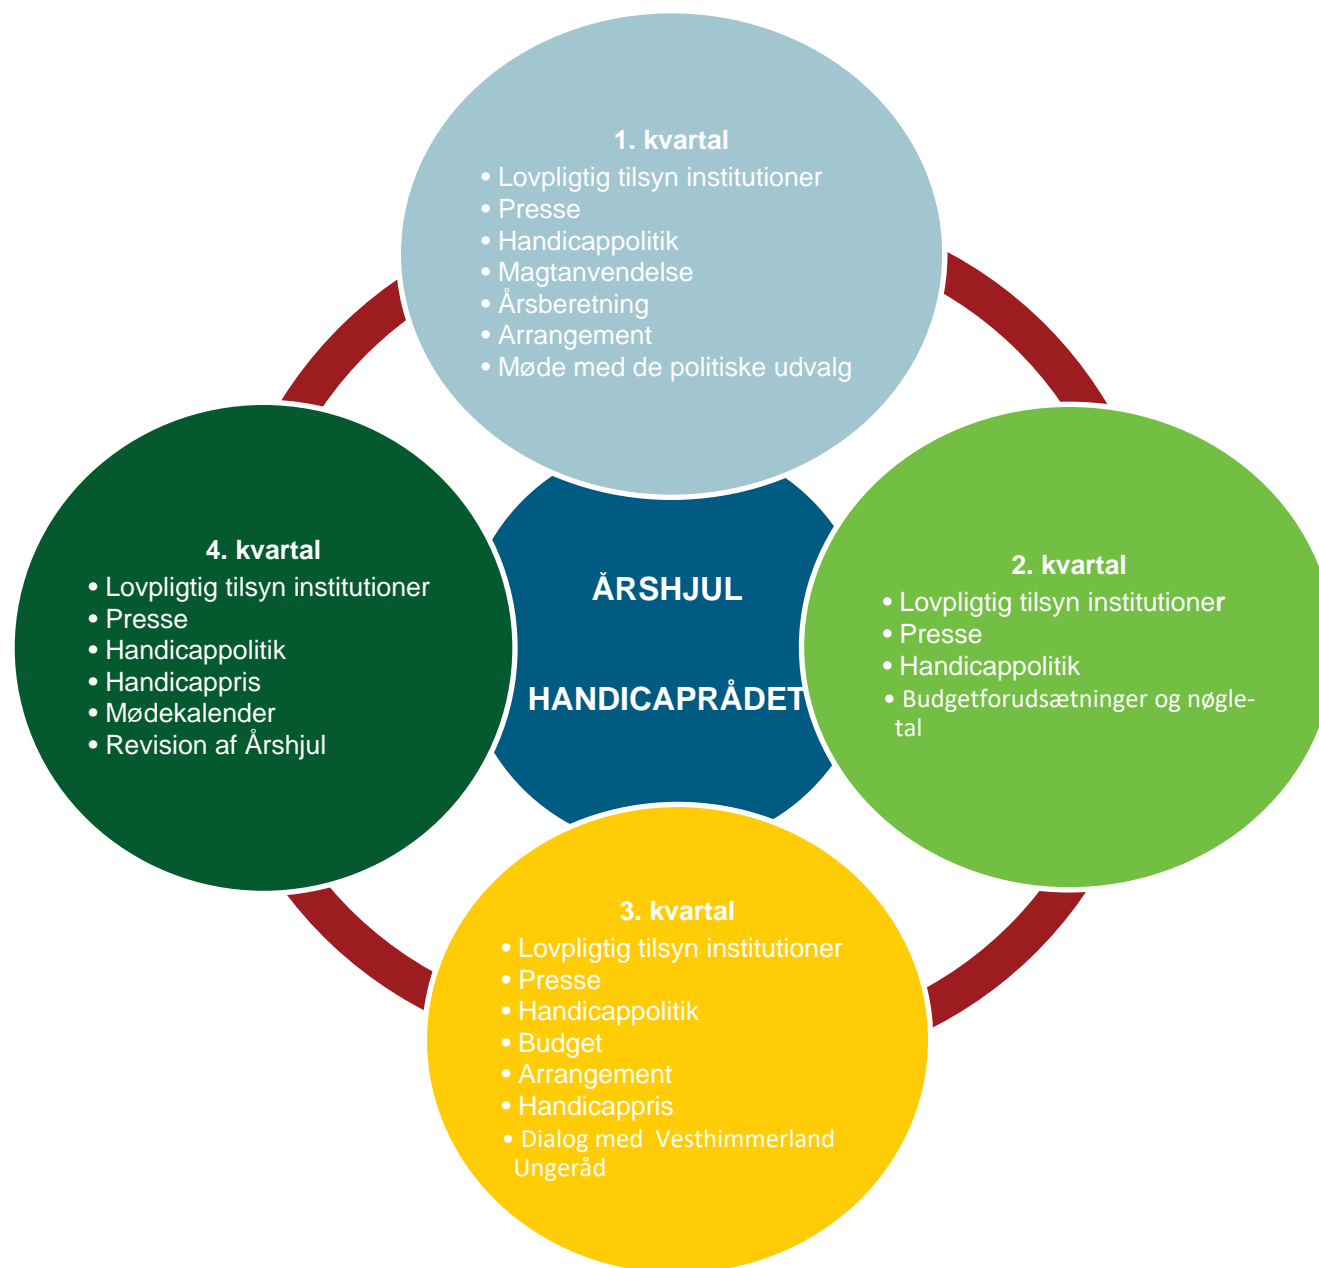 1. kvartal
• Lovpligtig tilsyn institutioner
• Presse
• Handicappolitik
• Magtanvendelse
• Årsberetning
• Arrangement
• Møde med de politiske udvalg
2. kvartal
• Lovpligtig tilsyn institutioner
• Presse
• Handicappolitik
• Budgetforudsætninger og nøgle-
tal
3. kvartal
• Lovpligtig tilsyn institutioner
• Presse
• Handicappolitik
• Budget
• Arrangement
• Handicappris
• Dialog med Vesthimmerland
Ungeråd
4. kvartal
• Lovpligtig tilsyn institutioner
• Presse
• Handicappolitik
• Handicappris
• Mødekalender
• Revision af Årshjul
ÅRSHJUL
HANDICAPRÅDET